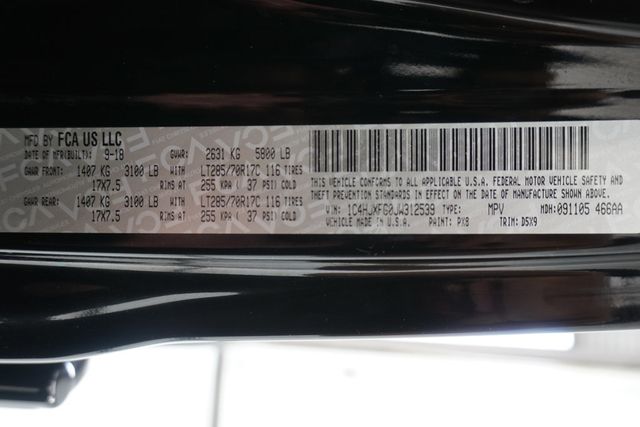 MFD BY FCA US LLC
DATE OF MFR(BUILT): 9-18 GVWR: 2631 KG 5800 LB
GAWR FRONT: 1407 KG 3100 LB WITH LT285/70R17C 116 TIRES
17X7.5 RIMS AT 255 KPA ( 37 PSI) COLD
GAWR REAR: 1407 KG 3100 LB WITH LT285/70R17C 116 TIRES
17X7.5 RIMS AT 255 KPA ( 37 PSI) COLD
THIS VEHICLE CONFORMS TO ALL APPLICABLE U.S.A. FEDERAL MOTOR VEHICLE SAFETY AND
THEFT PREVENTION STANDARDS IN EFFECT ON THE DATE OF MANUFACTURE SHOWN ABOVE.
VIN: 1C4HJXFG0JW312539 TYPE: MPV MDH: 091105 466AA
VEHICLE MADE IN U.S.A. PAINT: PX8 TRIM: D5X9